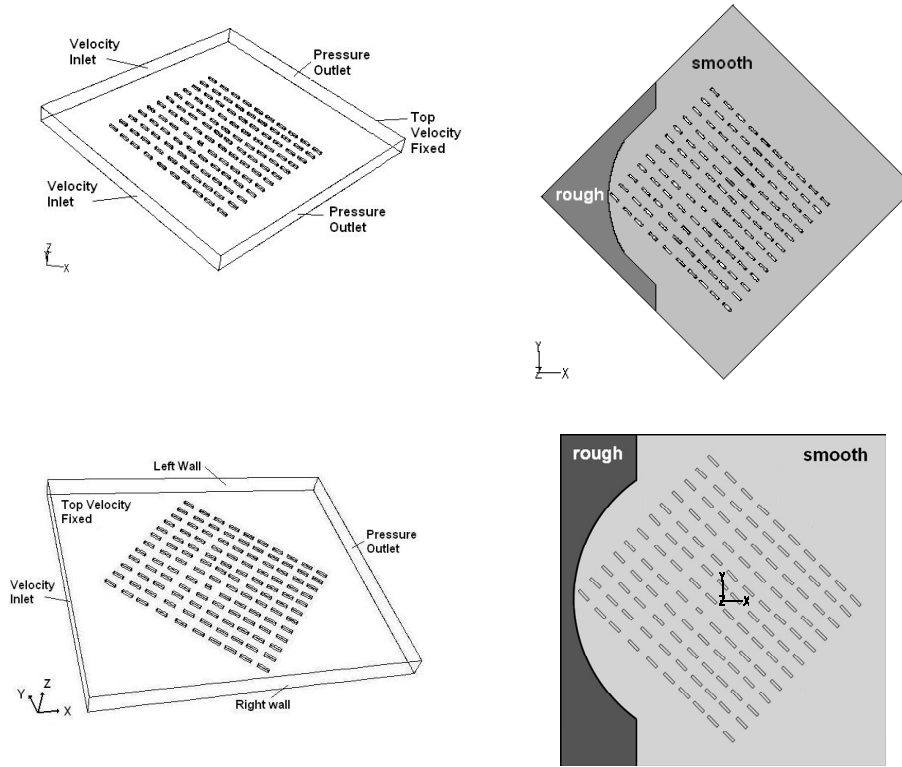 Velocity
Inlet
Pressure
Outlet
Top
Velocity
Fixed
Velocity
Inlet
Pressure
Outlet
Z
Y
X
smooth
rough
Y
Z
X
Left Wall
Top Velocity
Fixed
Pressure
Outlet
Velocity
Inlet
Right wall
Y
Z
X
rough
smooth
Y
Z
X